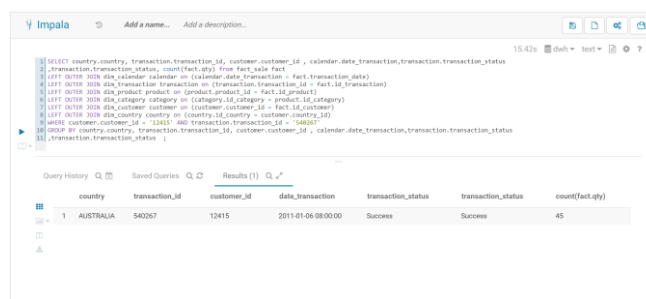 Impala Add a name... Add a description...
15.42s dwh text ?
1 SELECT country.country, transaction.transaction_id, customer.customer_id , calendar.date_transaction,transaction.transaction_status
2 ,transaction.transaction_status, count(fact.qty) from fact_sale fact
3 LEFT OUTER JOIN dim_calendar calendar on (calendar.date_transaction = fact.transaction_date)
4 LEFT OUTER JOIN dim_transaction transaction on (transaction.transaction_id = fact.id_transaction)
5 LEFT OUTER JOIN dim_product product on (product.product_id = fact.id_product)
6 LEFT OUTER JOIN dim_category category on (category.id_category = product.id_category)
7 LEFT OUTER JOIN dim_customer customer on (customer.customer_id = fact.id_customer)
8 LEFT OUTER JOIN dim_country country on (country.id_country = customer.country_id)
9 WHERE customer.customer_id = '12415' AND transaction.transaction_id = '540267'
10 GROUP BY country.country, transaction.transaction_id, customer.customer_id , calendar.date_transaction,transaction.transaction_status
11 ,transaction.transaction_status ;
Query History Saved Queries Results (1)
country transaction_id customer_id date_transaction transaction_status transaction_status count(fact.qty)
1 AUSTRALIA 540267 12415 2011-01-06 08:00:00 Success Success 45